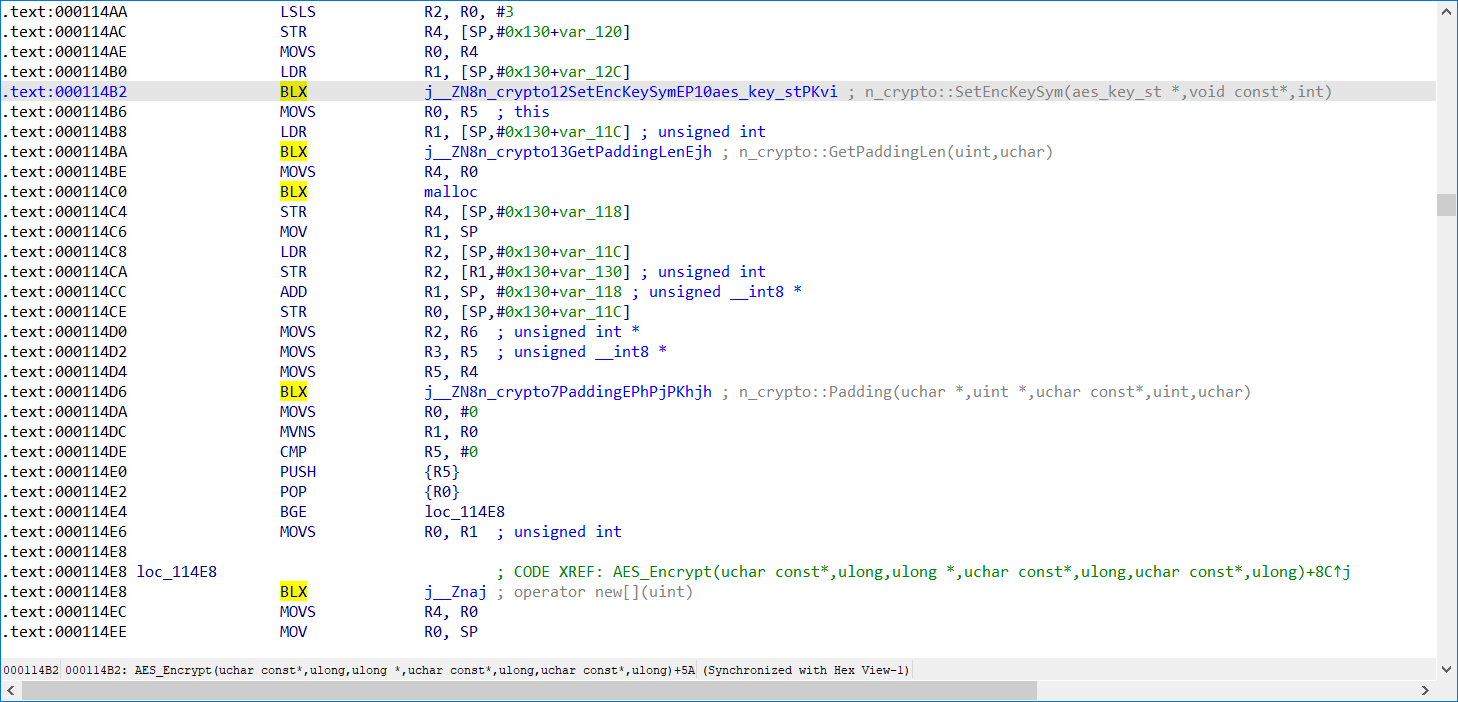 .text:000114AA LSLS R2, R0, #3
.text:000114AC STR R4, [SP,#0x130+var_120]
.text:000114AE MOVS R0, R4
.text:000114B0 LDR R1, [SP,#0x130+var_12C]
.text:000114B2 BLX j__ZN8n_crypto12SetEncKeySymEP10aes_key_stPKvi ; n_crypto::SetEncKeySym(aes_key_st *,void const*,int)
.text:000114B6 MOVS R0, R5 ; this
.text:000114B8 LDR R1, [SP,#0x130+var_11C] ; unsigned int
.text:000114BA BLX j__ZN8n_crypto13GetPaddingLenEjh ; n_crypto::GetPaddingLen(uint,uchar)
.text:000114BE MOVS R4, R0
.text:000114C0 BLX malloc
.text:000114C4 STR R4, [SP,#0x130+var_118]
.text:000114C6 MOV R1, SP
.text:000114C8 LDR R2, [SP,#0x130+var_11C]
.text:000114CA STR R2, [R1,#0x130+var_130] ; unsigned int
.text:000114CC ADD R1, SP, #0x130+var_118 ; unsigned __int8 *
.text:000114CE STR R0, [SP,#0x130+var_11C]
.text:000114D0 MOVS R2, R6 ; unsigned int *
.text:000114D2 MOVS R3, R5 ; unsigned __int8 *
.text:000114D4 MOVS R5, R4
.text:000114D6 BLX j__ZN8n_crypto7PaddingEPhPjPKhjh ; n_crypto::Padding(uchar *,uint *,uchar const*,uint,uchar)
.text:000114DA MOVS R0, #0
.text:000114DC MVNS R1, R0
.text:000114DE CMP R5, #0
.text:000114E0 PUSH {R5}
.text:000114E2 POP {R0}
.text:000114E4 BGE loc_114E8
.text:000114E6 MOVS R0, R1 ; unsigned int
.text:000114E8
.text:000114E8 loc_114E8 ; CODE XREF: AES_Encrypt(uchar const*,ulong,ulong *,uchar const*,ulong,uchar const*,ulong)+8C↑j
.text:000114E8 BLX j__Znaj ; operator new[](uint)
.text:000114EC MOVS R4, R0
.text:000114EE MOV R0, SP
000114B2 000114B2: AES_Encrypt(uchar const*,ulong,ulong *,uchar const*,ulong,uchar const*,ulong)+5A (Synchronized with Hex View-1)